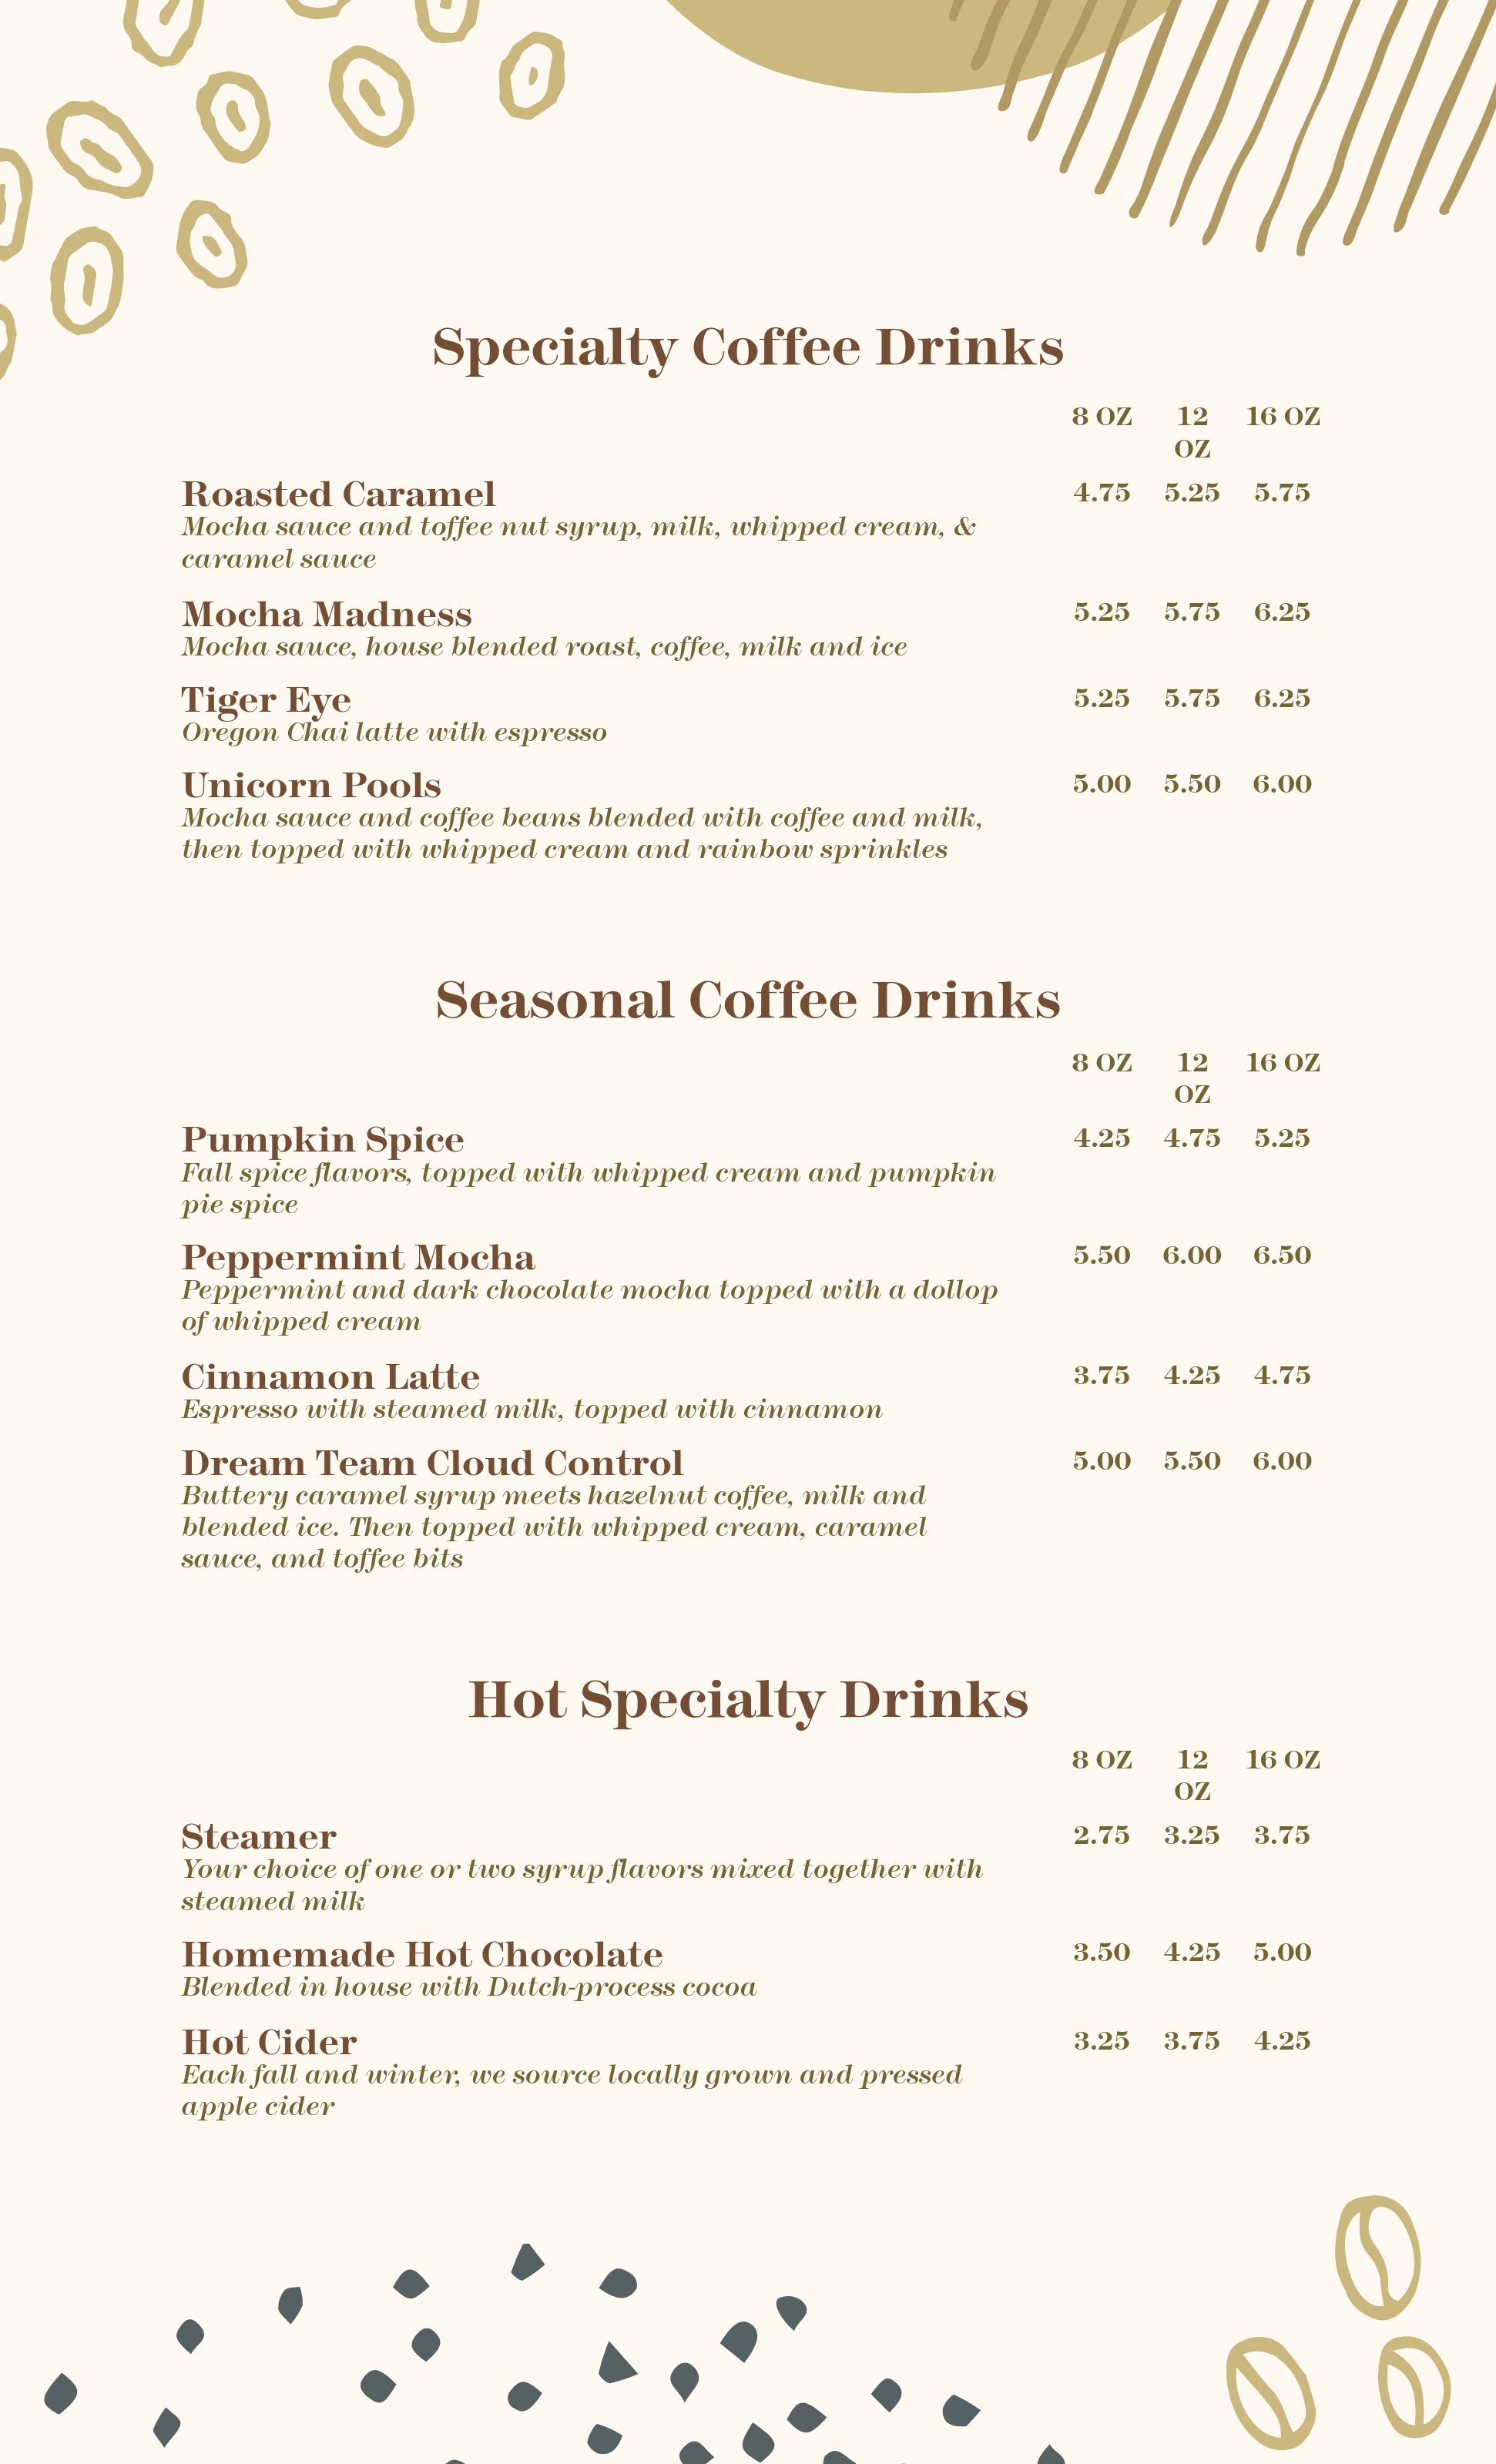 Specialty Coffee Drinks
8 OZ 12 OZ 16 OZ
Roasted Caramel 4.75 5.25 5.75
Mocha sauce and toffee nut syrup, milk, whipped cream, &
caramel sauce
Mocha Madness 5.25 5.75 6.25
Mocha sauce, house blended roast, coffee, milk and ice
Tiger Eye 5.25 5.75 6.25
Oregon Chai latte with espresso
Unicorn Pools 5.00 5.50 6.00
Mocha sauce and coffee beans blended with coffee and milk,
then topped with whipped cream and rainbow sprinkles
Seasonal Coffee Drinks
8 OZ 12 OZ 16 OZ
Pumpkin Spice 4.25 4.75 5.25
Fall spice flavors, topped with whipped cream and pumpkin
pie spice
Peppermint Mocha 5.50 6.00 6.50
Peppermint and dark chocolate mocha topped with a dollop
of whipped cream
Cinnamon Latte 3.75 4.25 4.75
Espresso with steamed milk, topped with cinnamon
Dream Team Cloud Control 5.00 5.50 6.00
Buttery caramel syrup meets hazelnut coffee, milk and
blended ice. Then topped with whipped cream, caramel
sauce, and toffee bits
Hot Specialty Drinks
8 OZ 12 OZ 16 OZ
Steamer 2.75 3.25 3.75
Your choice of one or two syrup flavors mixed together with
steamed milk
Homemade Hot Chocolate 3.50 4.25 5.00
Blended in house with Dutch-process cocoa
Hot Cider 3.25 3.75 4.25
Each fall and winter, we source locally grown and pressed
apple cider